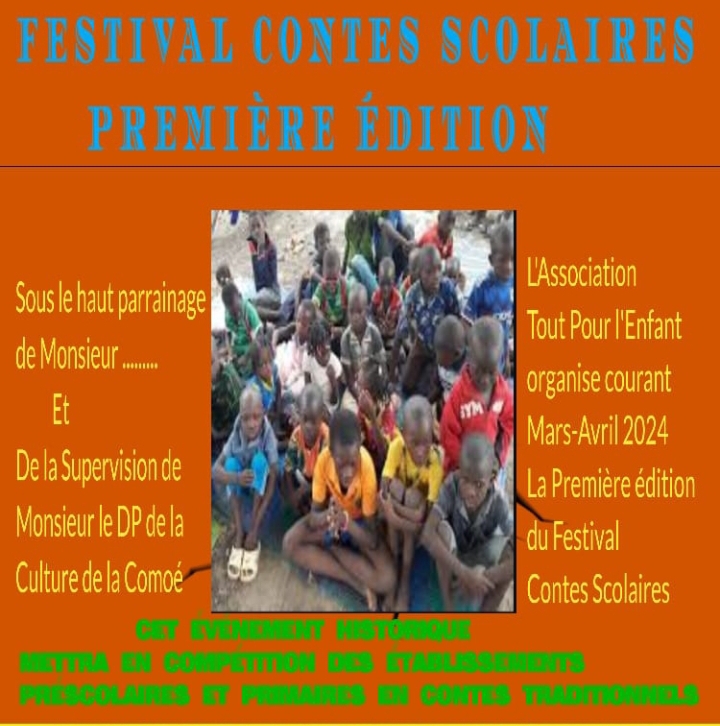 FESTIVAL CONTES SCOLAIRES
PREMIÈRE ÉDITION
Sous le haut parrainage
de Monsieur .........
Et
De la Supervision de
Monsieur le DP de la
Culture de la Comoé
L'Association
Tout Pour l'Enfant
organise courant
Mars-Avril 2024
La Première édition
du Festival
Contes Scolaires
CET ÉVENEMENT HISTORIQUE
METTRA EN COMPÉTITION DES ÉTABLISSEMENTS
PRÉSCOLAIRES ET PRIMAIRES EN CONTES TRADITIONNELS